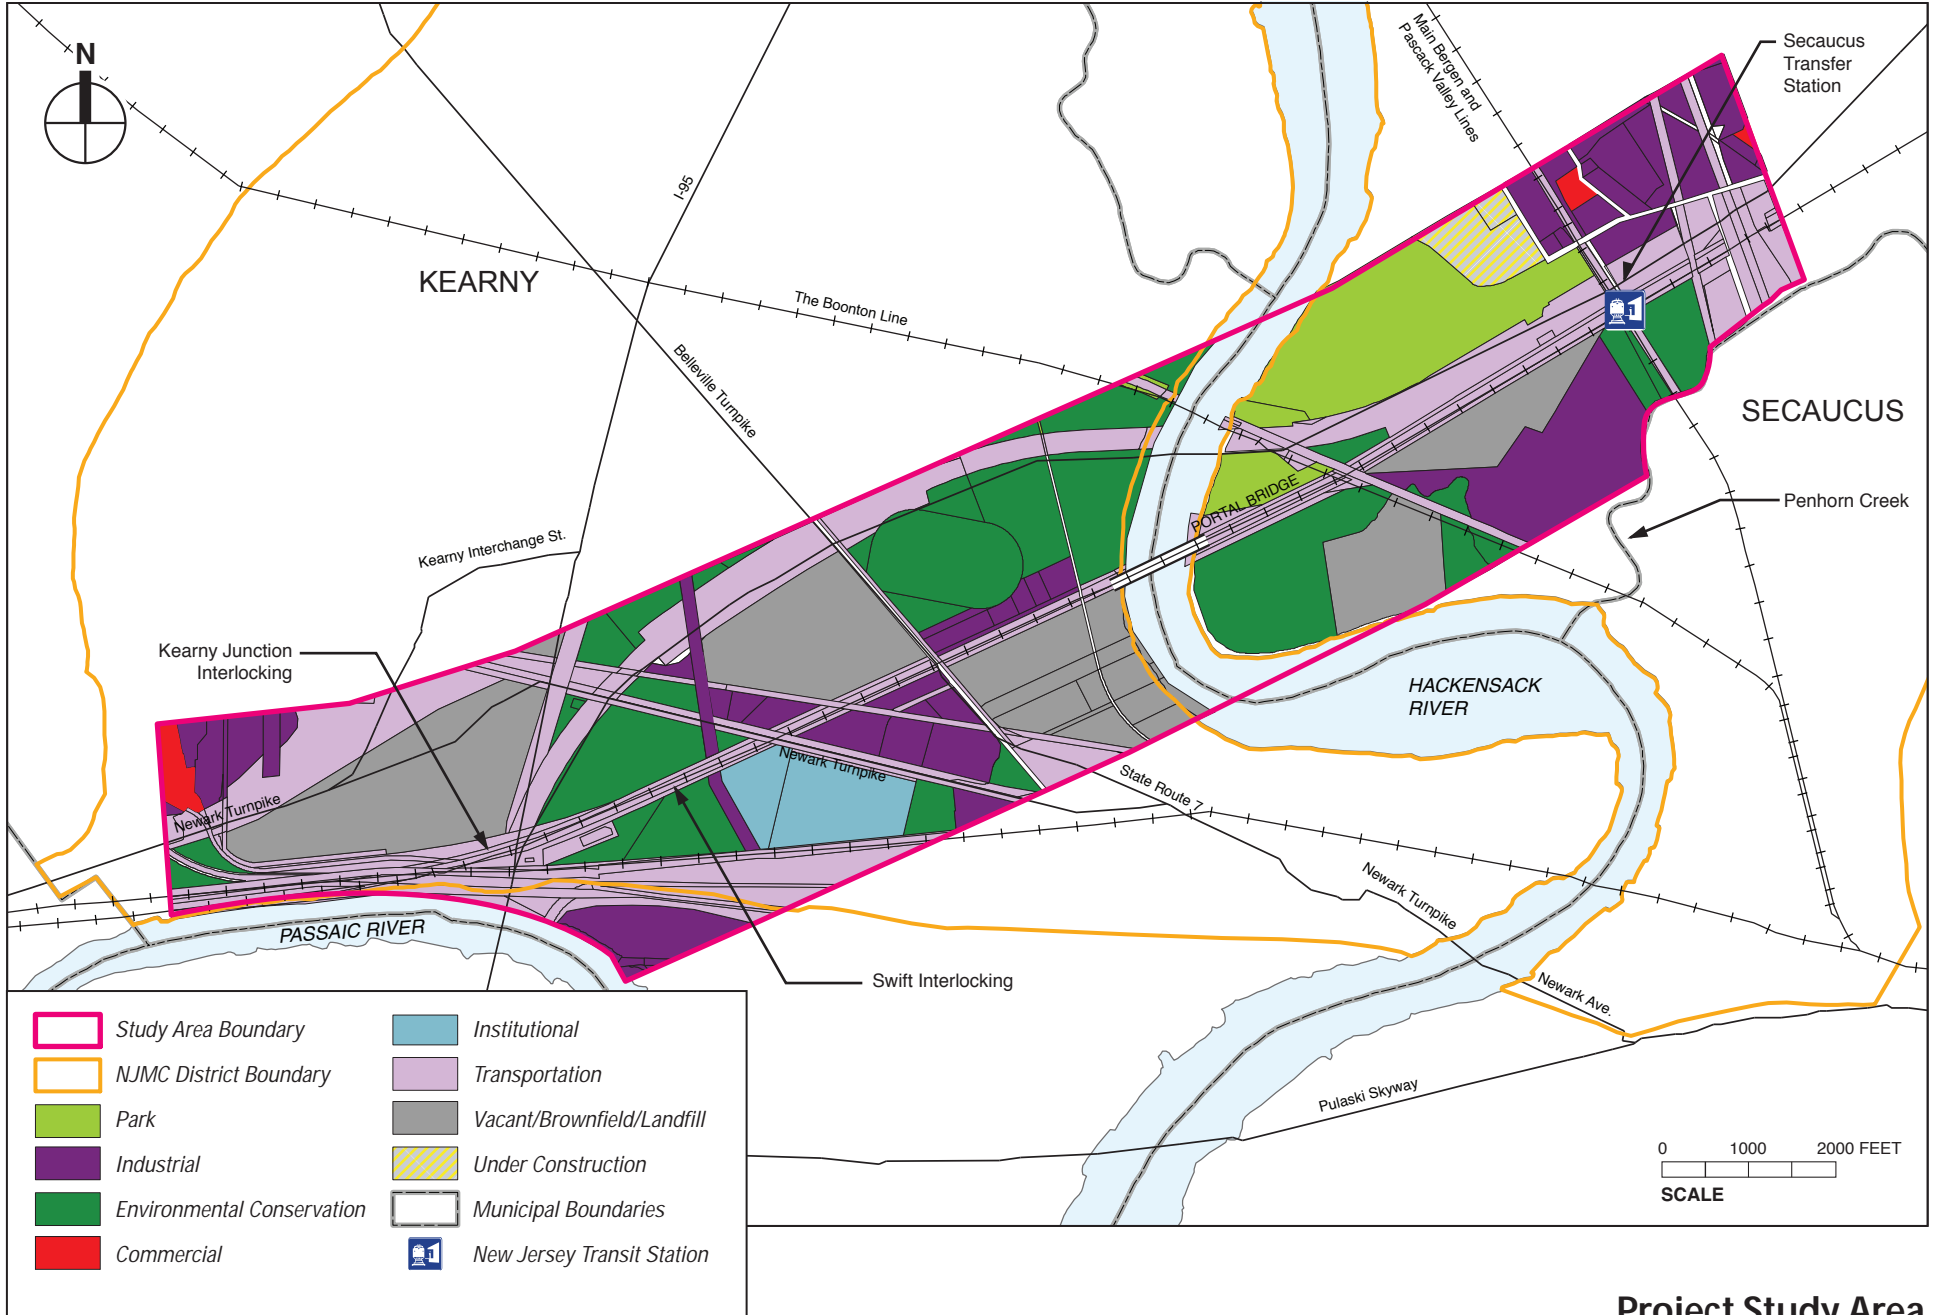 N
Main Bergen and
Pascack Valley Lines
Secaucus
Transfer
Station
I-95
KEARNY
The Boonton Line
Belleville Turnpike
SECAUCUS
Penhorn Creek
PORTAL BRIDGE
Kearny Interchange St.
Kearny Junction
Interlocking
HACKENSACK
RIVER
Newark Turnpike
State Route 7
Newark Turnpike
Newark Turnpike
PASSAIC RIVER
Swift Interlocking
Newark Ave.
Pulaski Skyway
Study Area Boundary
NJMC District Boundary
Park
Industrial
Environmental Conservation
Commercial
Institutional
Transportation
Vacant/Brownfield/Landfill
Under Construction
Municipal Boundaries
New Jersey Transit Station
0 1000 2000 FEET
SCALE
Project Study Area